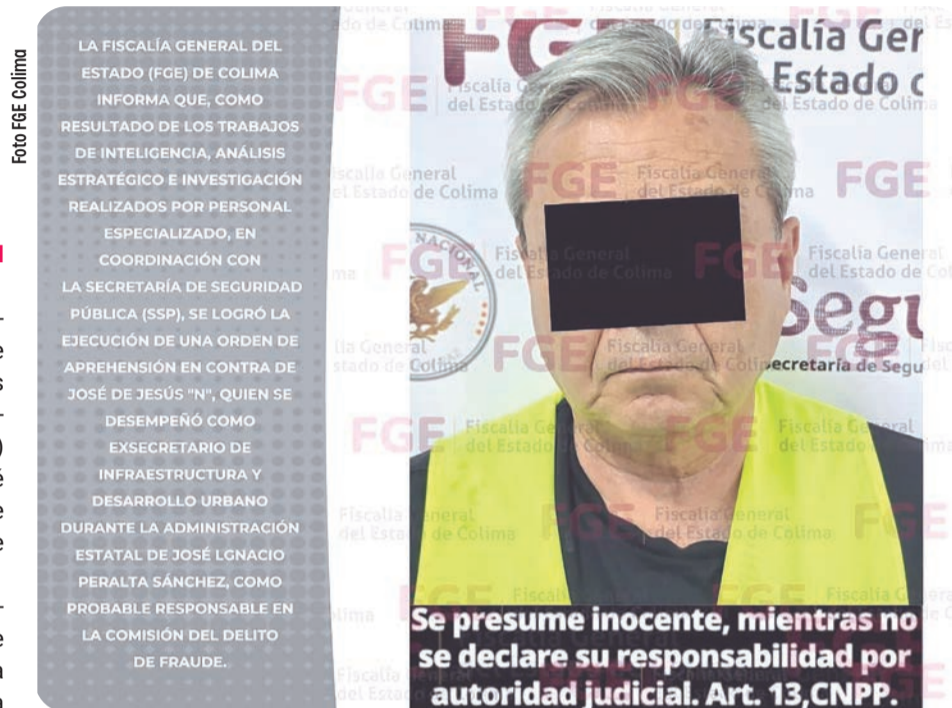 Foto FGE Colima
LA FISCALÍA GENERAL DEL
ESTADO (FGE) DE COLIMA
INFORMA QUE, COMO
RESULTADO DE LOS TRABAJOS
DE INTELIGENCIA, ANÁLISIS
ESTRATÉGICO E INVESTIGACIÓN
REALIZADOS POR PERSONAL
ESPECIALIZADO, EN
COORDINACIÓN CON
LA SECRETARÍA DE SEGURIDAD
PÚBLICA (SSP), SE LOGRÓ LA
EJECUCIÓN DE UNA ORDEN DE
APREHENSIÓN EN CONTRA DE
JOSÉ DE JESÚS "N", QUIEN SE
DESEMPEÑÓ COMO
EXSECRETARIO DE
INFRAESTRUCTURA Y
DESARROLLO URBANO
DURANTE LA ADMINISTRACIÓN
ESTATAL DE JOSÉ LGNACIO
PERALTA SÁNCHEZ, COMO
PROBABLE RESPONSABLE EN
LA COMISIÓN DEL DELITO
DE FRAUDE.
Fiscalía Ger
Estado
NACIONAL
Segu
Secretaría de Segu
FGE Fiscalía General
del Estado de Colima
Se presume inocente, mientras no
se declare su responsabilidad por
autoridad judicial. Art. 13,CNPP.